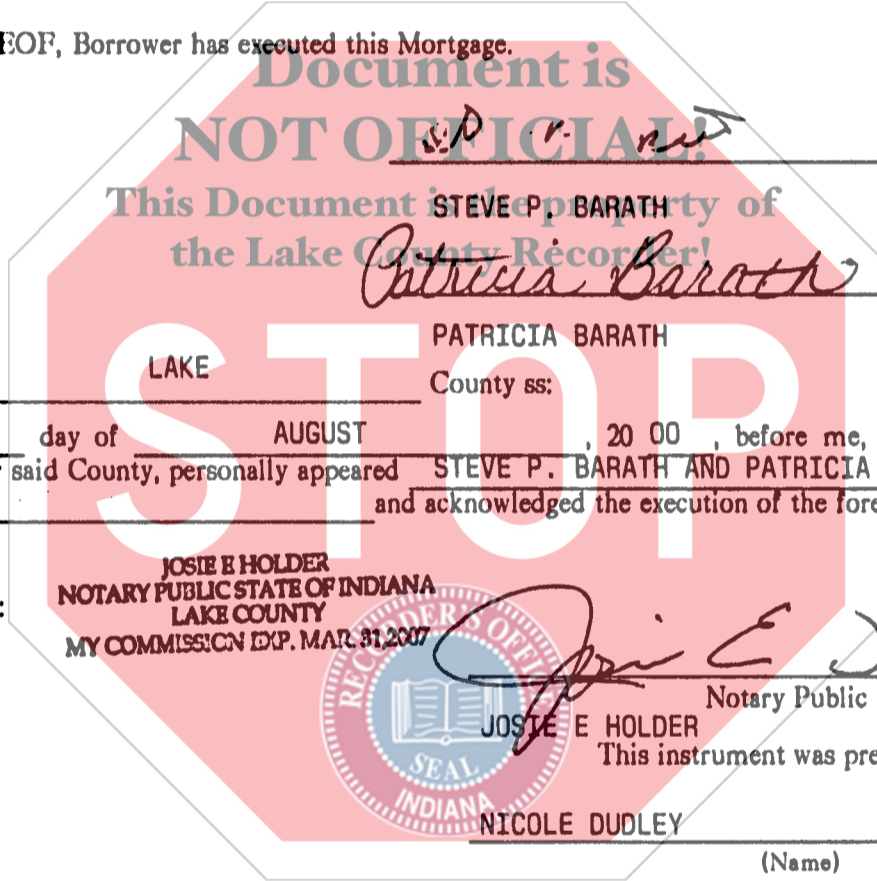 EOF, Borrower has executed this Mortgage.
Document is
NOT OFFICIAL!
This Document is the property of
the Lake County Recorder!
STEVE P. BARATH
Patricia Barath
PATRICIA BARATH
LAKE County ss:
day of AUGUST, 20 00, before me,
said County, personally appeared STEVE P. BARATH AND PATRICIA
and acknowledged the execution of the fore
STOP
JOSIE E HOLDER
NOTARY PUBLIC STATE OF INDIANA
LAKE COUNTY
MY COMMISSION EXP. MAR. 31,2007
:
RECORDER'S OFFICE
SEAL
INDIANA
Josie E
Notary Public
JOSIE E HOLDER
This instrument was pre
NICOLE DUDLEY
(Name)